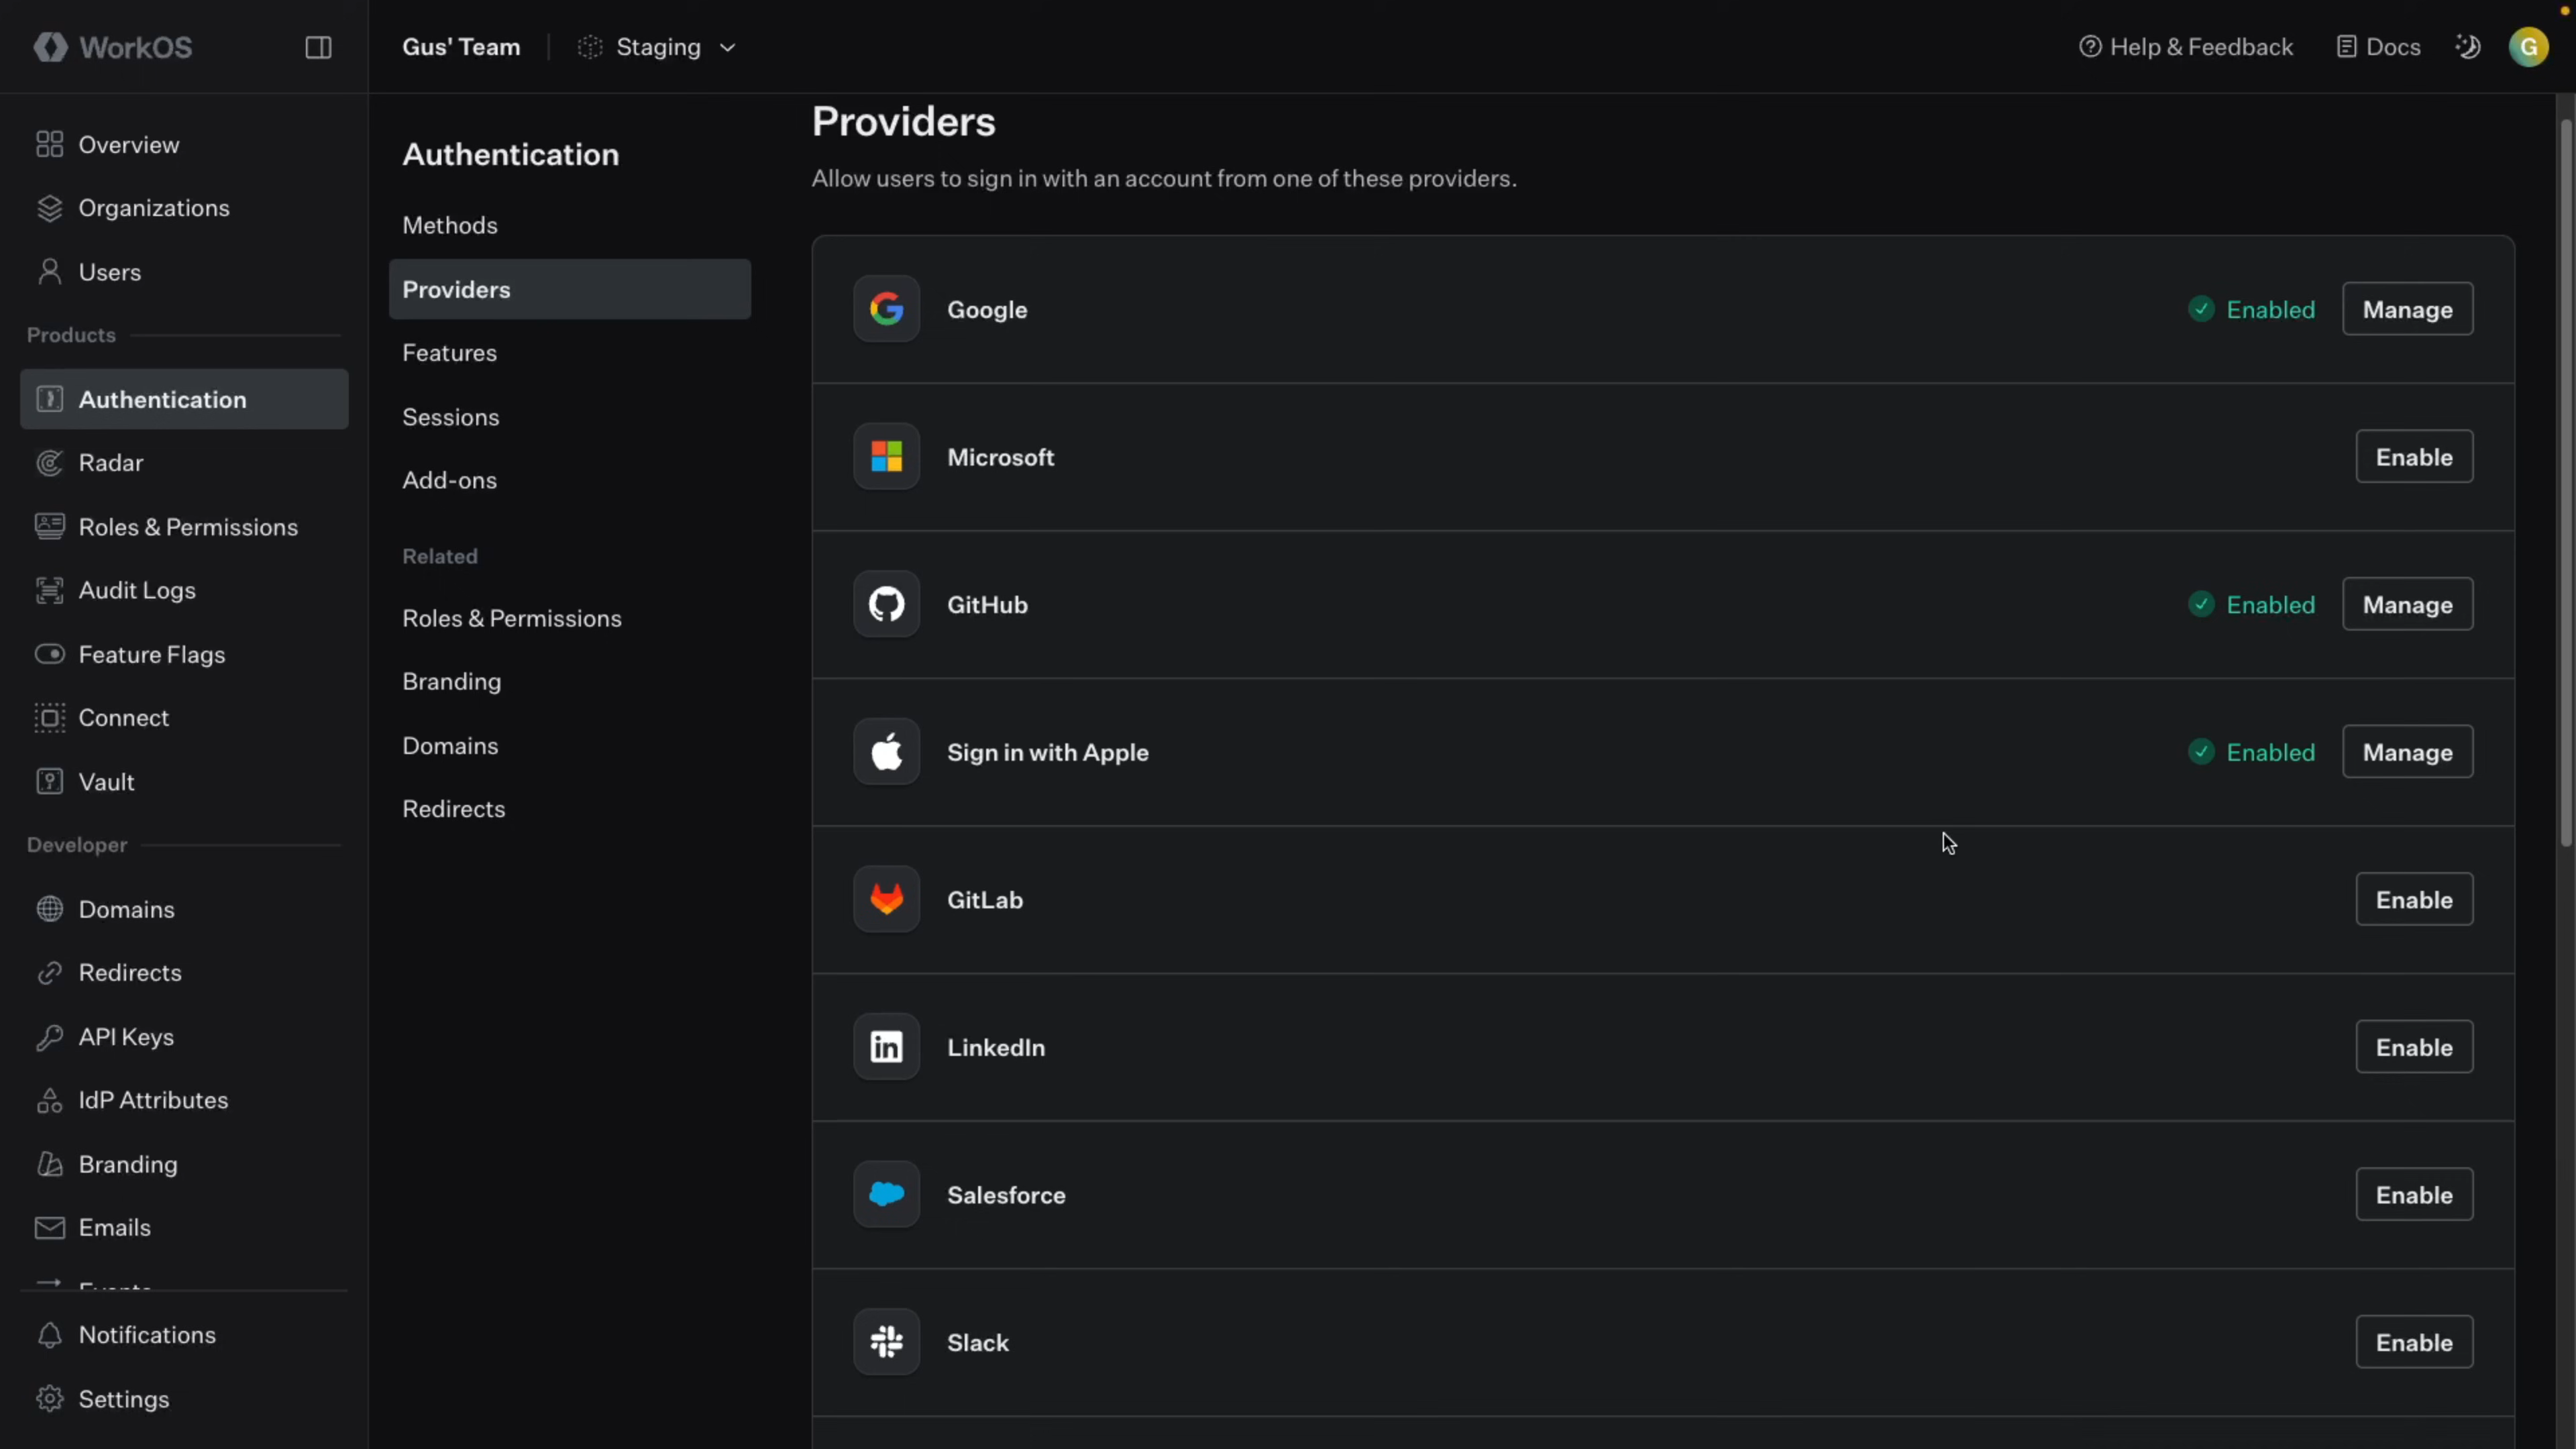 WorkOS
Gus' Team
Staging
Help & Feedback
Docs
G
Overview
Organizations
Users
Products
Authentication
Radar
Roles & Permissions
Audit Logs
Feature Flags
Connect
Vault
Developer
Domains
Redirects
API Keys
IdP Attributes
Branding
Emails
Events
Notifications
Settings
Authentication
Methods
Providers
Features
Sessions
Add-ons
Related
Roles & Permissions
Branding
Domains
Redirects
Providers
Allow users to sign in with an account from one of these providers.
Google
Enabled
Manage
Microsoft
Enable
GitHub
Enabled
Manage
Sign in with Apple
Enabled
Manage
GitLab
Enable
LinkedIn
Enable
Salesforce
Enable
Slack
Enable